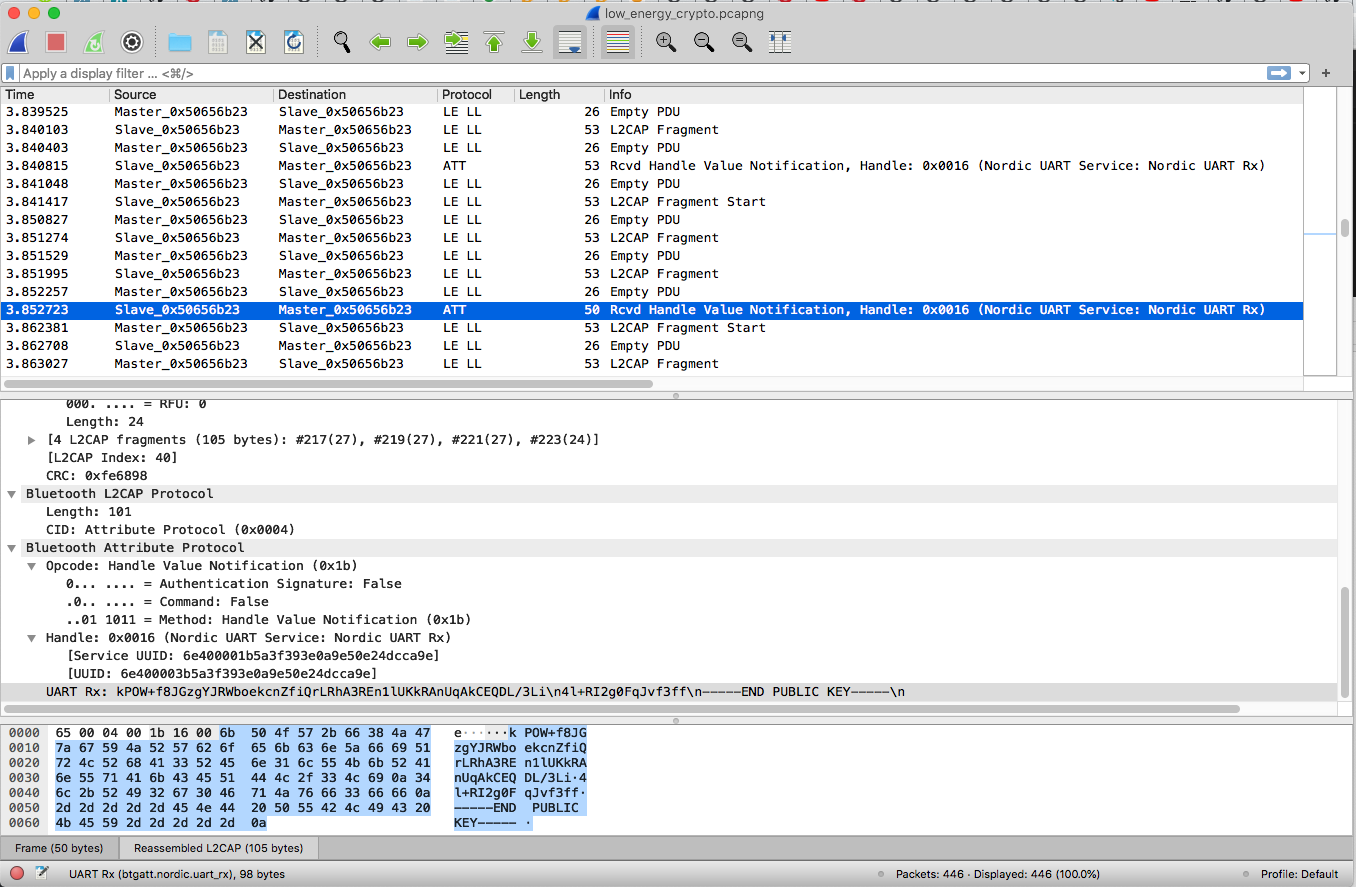 low_energy_crypto.pcapng
Apply a display filter ... <⌘/>
Time Source Destination Protocol Length Info
3.839525 Master_0x50656b23 Slave_0x50656b23 LE LL 26 Empty PDU
3.840103 Slave_0x50656b23 Master_0x50656b23 LE LL 53 L2CAP Fragment
3.840403 Master_0x50656b23 Slave_0x50656b23 LE LL 26 Empty PDU
3.840815 Slave_0x50656b23 Master_0x50656b23 ATT 53 Rcvd Handle Value Notification, Handle: 0x0016 (Nordic UART Service: Nordic UART Rx)
3.841048 Master_0x50656b23 Slave_0x50656b23 LE LL 26 Empty PDU
3.841417 Slave_0x50656b23 Master_0x50656b23 LE LL 53 L2CAP Fragment Start
3.850827 Master_0x50656b23 Slave_0x50656b23 LE LL 26 Empty PDU
3.851274 Slave_0x50656b23 Master_0x50656b23 LE LL 53 L2CAP Fragment
3.851529 Master_0x50656b23 Slave_0x50656b23 LE LL 26 Empty PDU
3.851995 Slave_0x50656b23 Master_0x50656b23 LE LL 53 L2CAP Fragment
3.852257 Master_0x50656b23 Slave_0x50656b23 LE LL 26 Empty PDU
3.852723 Slave_0x50656b23 Master_0x50656b23 ATT 50 Rcvd Handle Value Notification, Handle: 0x0016 (Nordic UART Service: Nordic UART Rx)
3.862381 Master_0x50656b23 Slave_0x50656b23 LE LL 53 L2CAP Fragment Start
3.862708 Slave_0x50656b23 Master_0x50656b23 LE LL 26 Empty PDU
3.863027 Master_0x50656b23 Slave_0x50656b23 LE LL 53 L2CAP Fragment
000. .... = RFU: 0
Length: 24
[4 L2CAP fragments (105 bytes): #217(27), #219(27), #221(27), #223(24)]
[L2CAP Index: 40]
CRC: 0xfe6898
Bluetooth L2CAP Protocol
Length: 101
CID: Attribute Protocol (0x0004)
Bluetooth Attribute Protocol
Opcode: Handle Value Notification (0x1b)
0... .... = Authentication Signature: False
.0.. .... = Command: False
..01 1011 = Method: Handle Value Notification (0x1b)
Handle: 0x0016 (Nordic UART Service: Nordic UART Rx)
[Service UUID: 6e400001b5a3f393e0a9e50e24dcca9e]
[UUID: 6e400003b5a3f393e0a9e50e24dcca9e]
UART Rx: kPOW+f8JGzgYJRWboekcnZfiQrLRhA3REn1lUKkRAnUqAkCEQDL/3Li\n4l+RI2g0FqJvf3ff\n-----END PUBLIC KEY-----\n
0000 65 00 04 00 1b 16 00 6b 50 4f 57 2b 66 38 4a 47 e······k POW+f8JG
0010 7a 67 59 4a 52 57 62 6f 65 6b 63 6e 5a 66 69 51 zgYJRWbo ekcnZfiQ
0020 72 4c 52 68 41 33 52 45 6e 31 6c 55 4b 6b 52 41 rLRhA3RE n1lUKkRA
0030 6e 55 71 41 6b 43 45 51 44 4c 2f 33 4c 69 0a 34 nUqAkCEQ DL/3Li·4
0040 6c 2b 52 49 32 67 30 46 71 4a 76 66 33 66 66 0a l+RI2g0F qJvf3ff·
0050 2d 2d 2d 2d 2d 45 4e 44 20 50 55 42 4c 49 43 20 -----END PUBLIC
0060 4b 45 59 2d 2d 2d 2d 2d 0a KEY----- ·
Frame (50 bytes) Reassembled L2CAP (105 bytes)
UART Rx (btgatt.nordic.uart_rx), 98 bytes Packets: 446 · Displayed: 446 (100.0%) Profile: Default